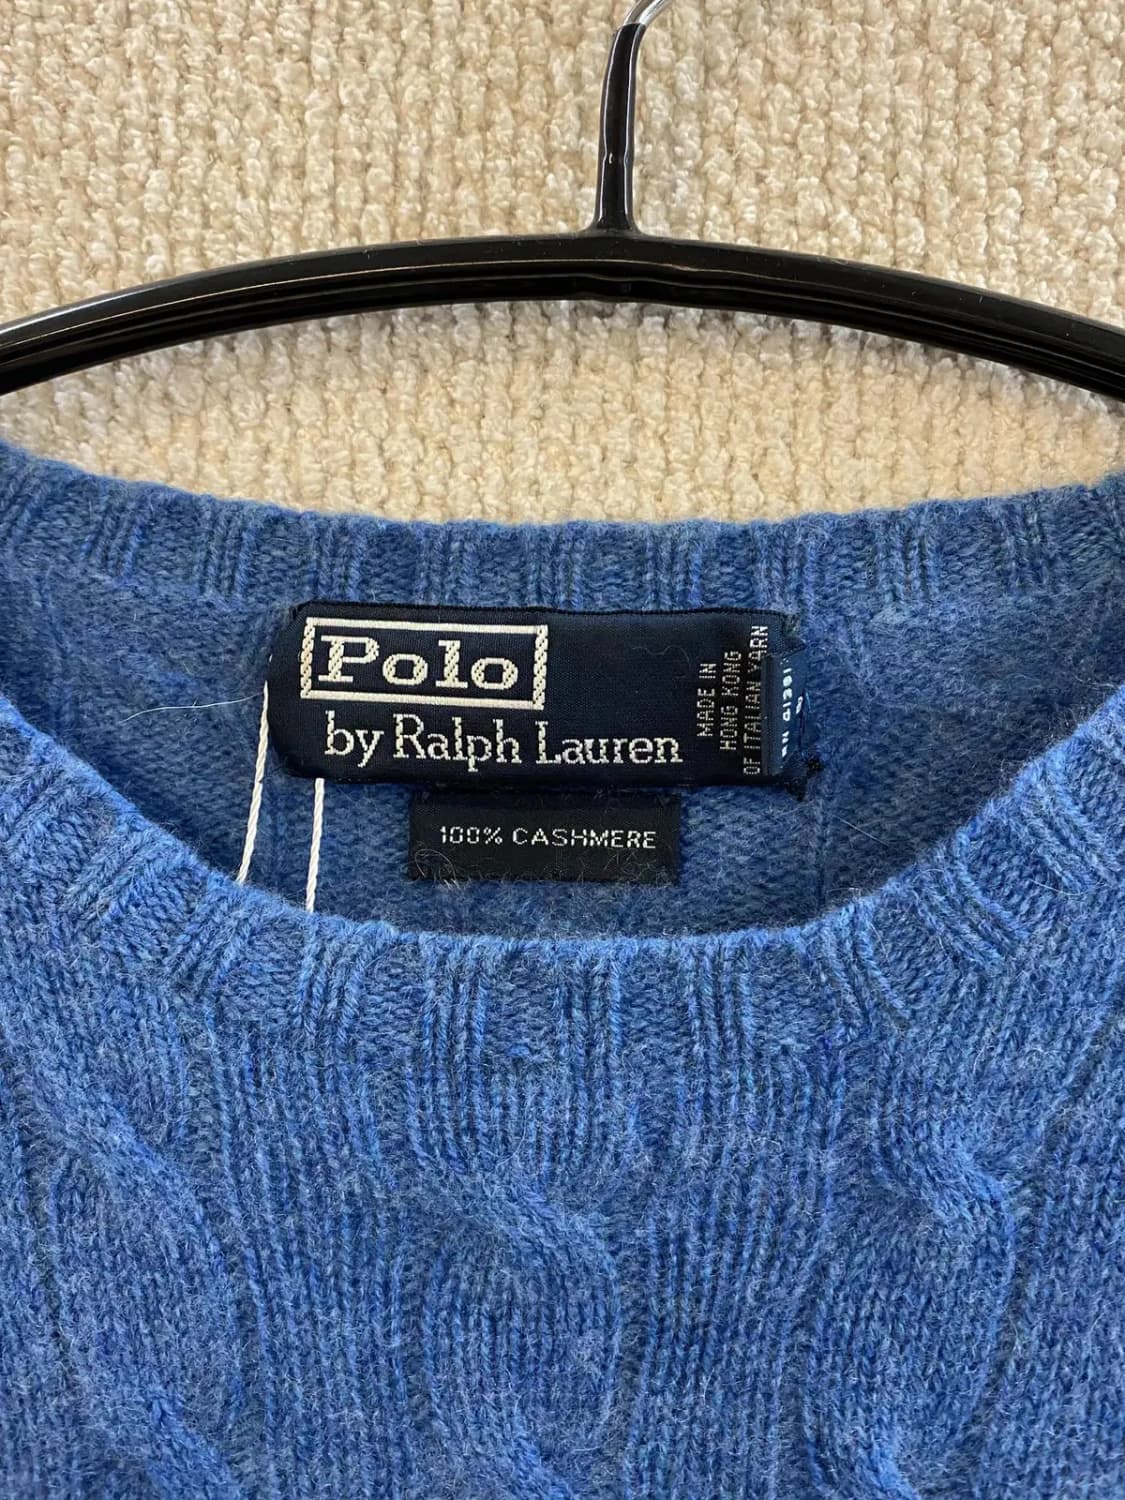 Polo
by Ralph Lauren
MADE IN
HONG KONG
OF ITALIAN YARN
100% CASHMERE